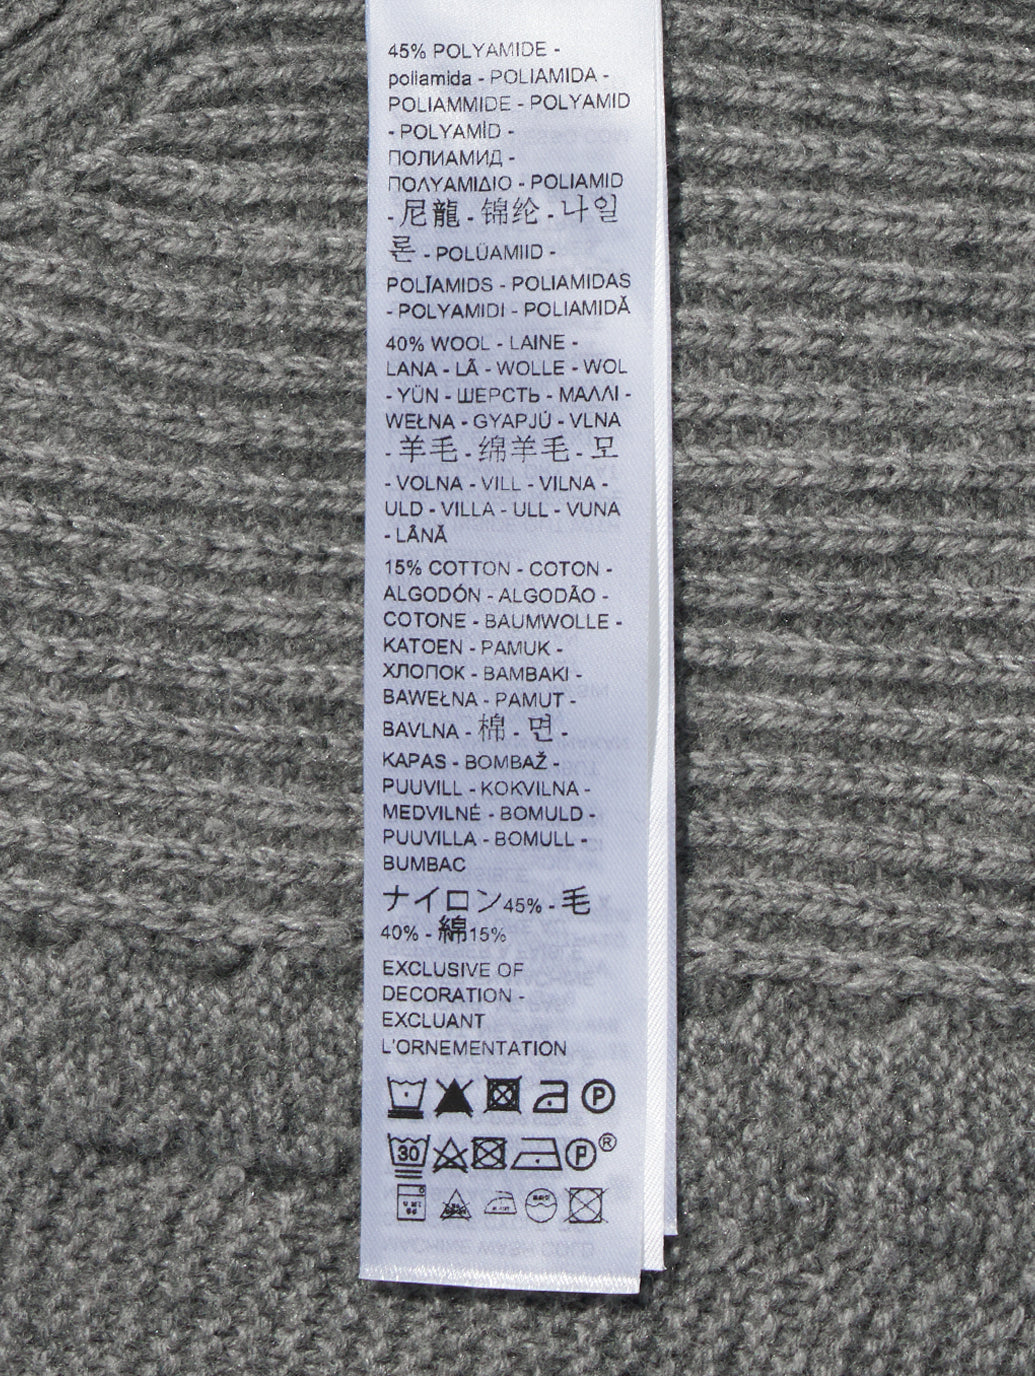 45% POLYAMIDE -
poliamida - POLIAMIDA -
POLIAMMIDE - POLYAMID
- POLYAMİD -
ПОЛИАМИД -
ΠΟΛΥΑΜΙΔΙΟ - POLIAMID
- 尼龍 - 锦纶 - 나일
론 - POLÜAMIID -
POLĪAMIDS - POLIAMIDAS
- POLYAMIDI - POLIAMIDĂ
40% WOOL - LAINE -
LANA - LÃ - WOLLE - WOL
- YÜN - ШЕРСТЬ - ΜΑΛΛΙ -
WEŁNA - GYAPJÚ - VLNA
- 羊毛 - 绵羊毛 - 모
- VOLNA - VILL - VILNA -
ULD - VILLA - ULL - VUNA
- LÂNĂ
15% COTTON - COTON -
ALGODÓN - ALGODÃO -
COTONE - BAUMWOLLE -
KATOEN - PAMUK -
ХЛОПОК - ΒΑΜΒΑΚΙ -
BAWEŁNA - PAMUT -
BAVLNA - 棉 - 면 -
KAPAS - BOMBAŽ -
PUUVILL - KOKVILNA -
MEDVILNĖ - BOMULD -
PUUVILLA - BOMULL -
BUMBAC
ナイロン45% - 毛
40% - 綿15%
EXCLUSIVE OF
DECORATION -
EXCLUANT
L'ORNEMENTATION
P
30 P ®